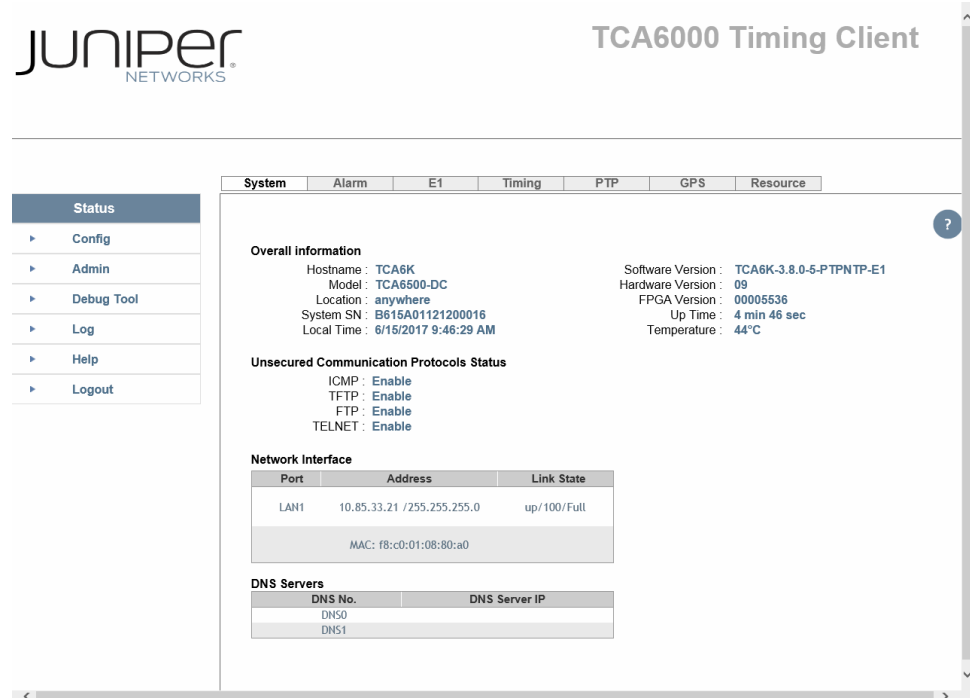 JUNIPEr
NETWORKS
TCA6000 Timing Client
System Alarm E1 Timing PTP GPS Resource
Status
Config
Admin
Debug Tool
Log
Help
Logout
?
Overall information
Hostname : TCA6K
Model : TCA6500-DC
Location : anywhere
System SN : B615A01121200016
Local Time : 6/15/2017 9:46:29 AM
Software Version : TCA6K-3.8.0-5-PTPNTP-E1
Hardware Version : 09
FPGA Version : 00005536
Up Time : 4 min 46 sec
Temperature : 44°C
Unsecured Communication Protocols Status
ICMP : Enable
TFTP : Enable
FTP : Enable
TELNET : Enable
Network Interface
Port Address Link State
LAN1 10.85.33.21 /255.255.255.0 up/100/Full
MAC: f8:c0:01:08:80:a0
DNS Servers
DNS No. DNS Server IP
DNS0
DNS1